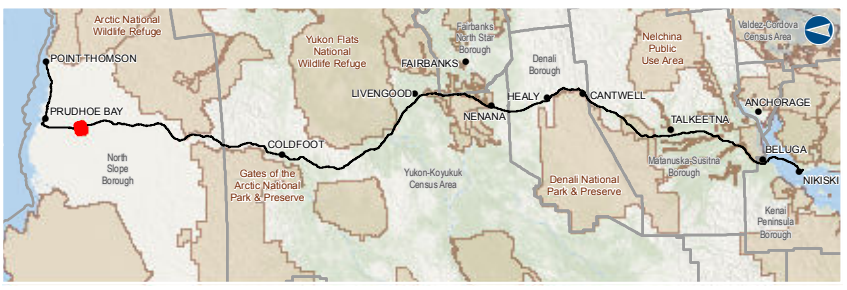 Arctic National
Wildlife Refuge
POINT THOMSON
PRUDHOE BAY
North
Slope
Borough
Yukon Flats
National
Wildlife Refuge
COLDFOOT
Gates of the
Arctic National
Park & Preserve
Fairbanks
North Star
Borough
FAIRBANKS
LIVENGOOD
NENANA
Yukon-Koyukuk
Census Area
Denali
Borough
HEALY
CANTWELL
Denali National
Park & Preserve
Nelchina
Public
Use Area
TALKEETNA
Matanuska-Susitna
Borough
Valdez-Cordova
Census Area
ANCHORAGE
BELUGA
NIKISKI
Kenai
Peninsula
Borough